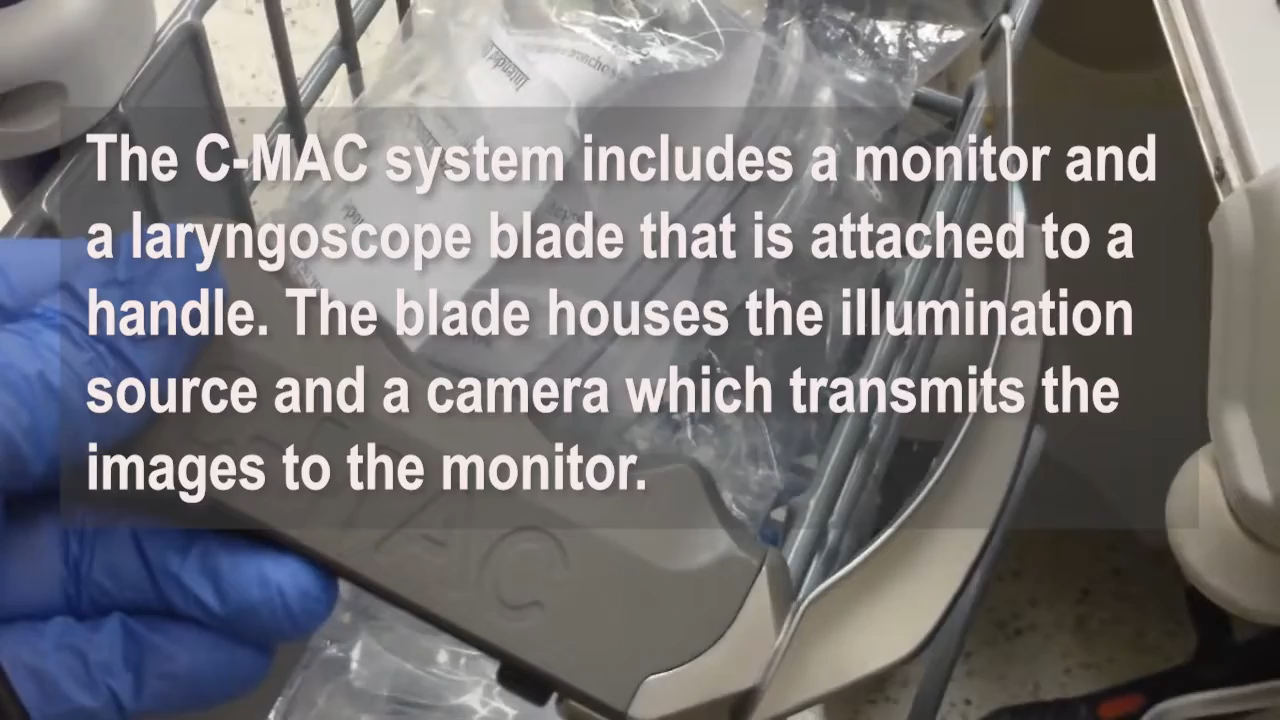 The C-MAC system includes a monitor and
a laryngoscope blade that is attached to a
handle. The blade houses the illumination
source and a camera which transmits the
images to the monitor.
MAC